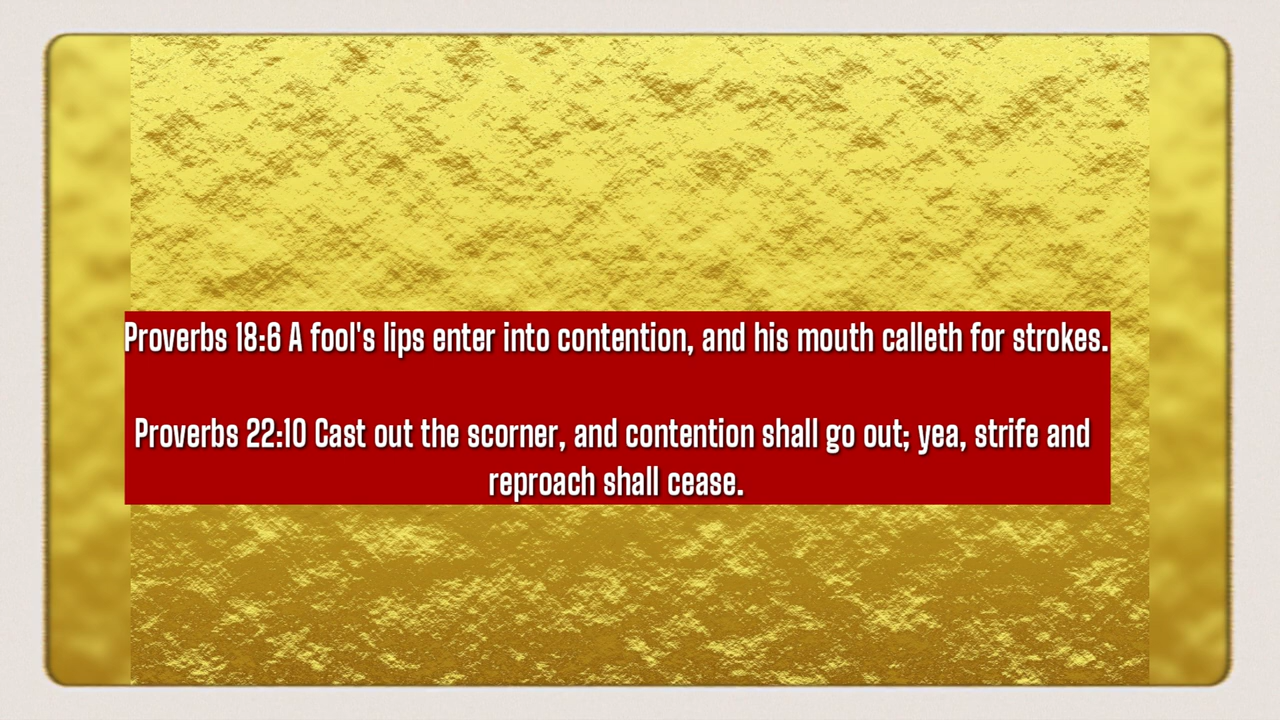 Proverbs 18:6 A fool's lips enter into contention, and his mouth calleth for strokes.
Proverbs 22:10 Cast out the scorner, and contention shall go out; yea, strife and
reproach shall cease.